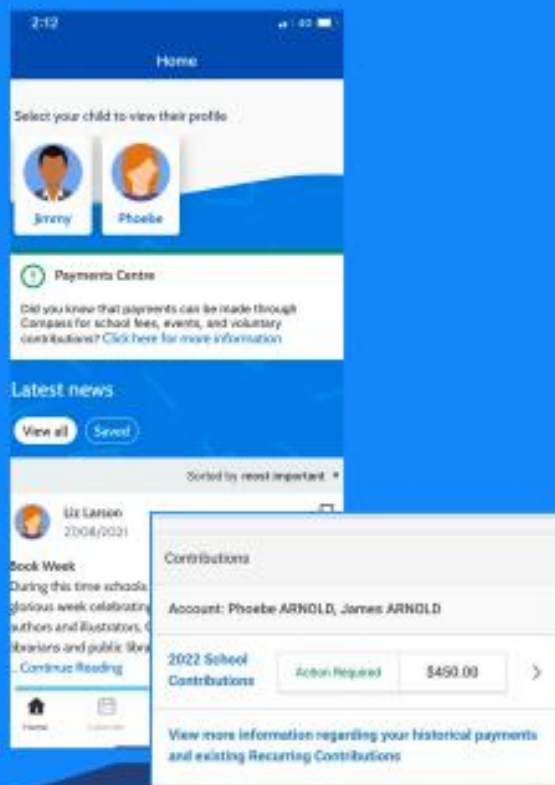 2:12
Home
Select your child to view their profile
Jimmy
Phoebe
Payments Centre
Did you know that payments can be made through
Compass for school fees, events, and voluntary
contributions? Click here for more information
Latest news
View all
Saved
Sorted by most important
Liz Larson
27/08/2021
Book Week
During this time schools
glorious week celebrating
authors and illustrators,
librarians and public
... Continue Reading
Home
Calendar
Contributions
Account: Phoebe ARNOLD, James ARNOLD
2022 School
Contributions
Action Required
$450.00
View more information regarding your historical payments
and existing Recurring Contributions